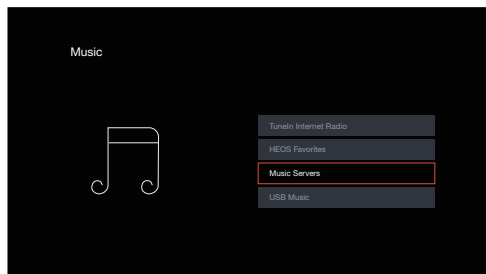 Music
TuneIn Internet Radio
HEOS Favorites
Music Servers
USB Music